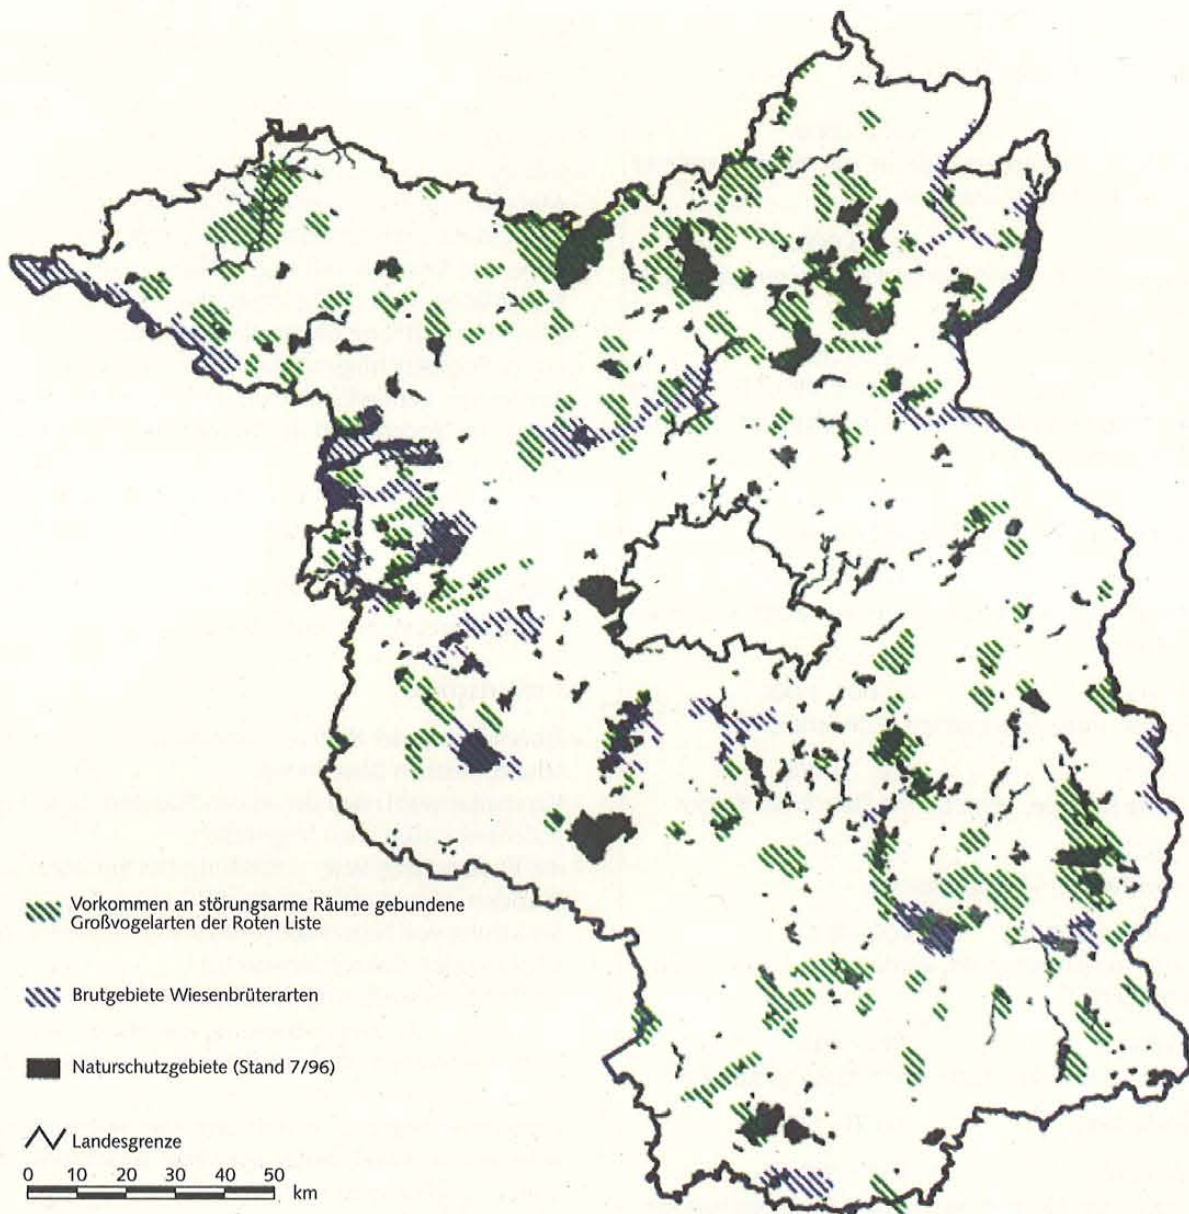 Vorkommen an störungsarme Räume gebundene
Großvogelarten der Roten Liste
Brutgebiete Wiesenbrüterarten
Naturschutzgebiete (Stand 7/96)
Landesgrenze
0 10 20 30 40 50 km